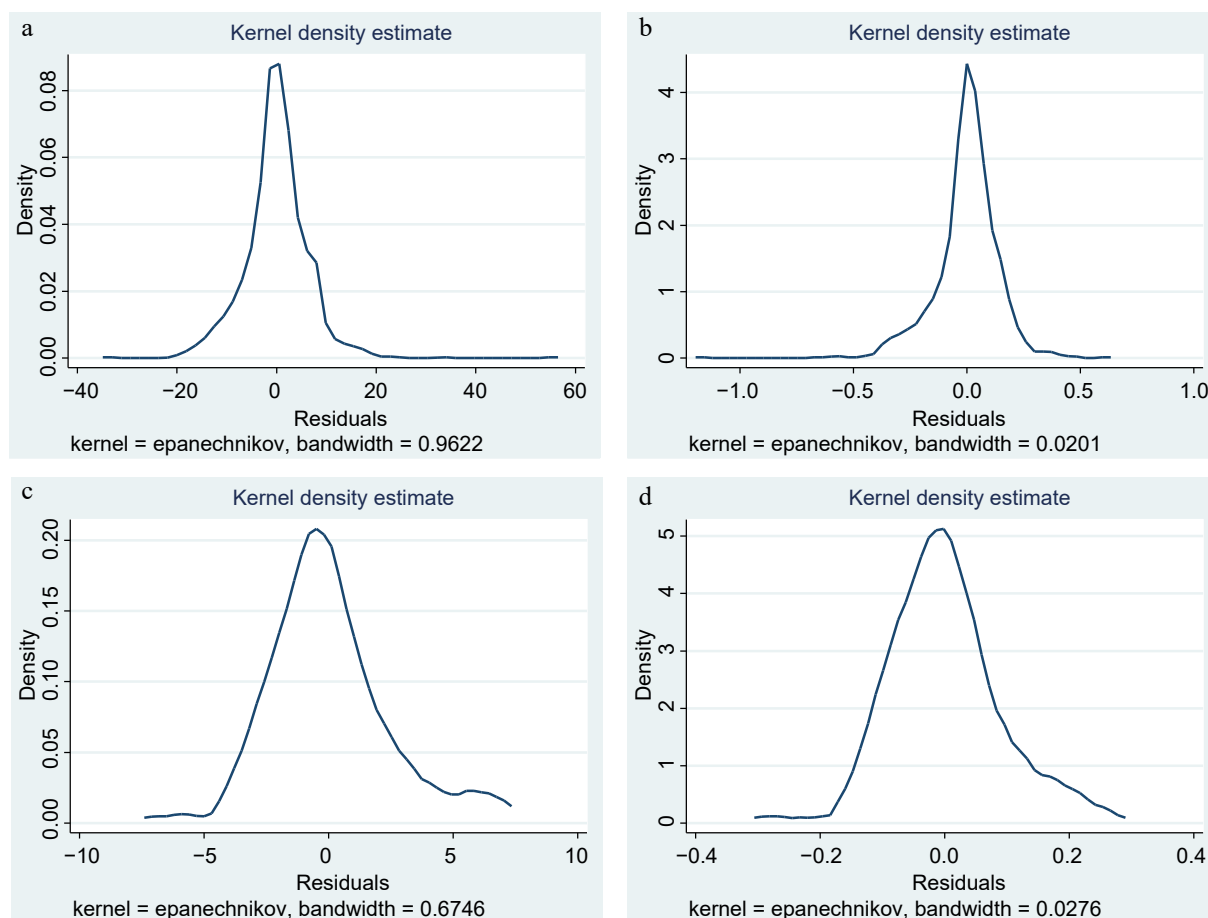 a
Kernel density estimate
Density
0.00 0.02 0.04 0.06 0.08
−40 −20 0 20 40 60
Residuals
kernel = epanechnikov, bandwidth = 0.9622
b
Kernel density estimate
Density
0 1 2 3 4
−1.0 −0.5 0.0 0.5 1.0
Residuals
kernel = epanechnikov, bandwidth = 0.0201
c
Kernel density estimate
Density
0.00 0.05 0.10 0.15 0.20
−10 −5 0 5 10
Residuals
kernel = epanechnikov, bandwidth = 0.6746
d
Kernel density estimate
Density
0 1 2 3 4 5
−0.4 −0.2 0.0 0.2 0.4
Residuals
kernel = epanechnikov, bandwidth = 0.0276